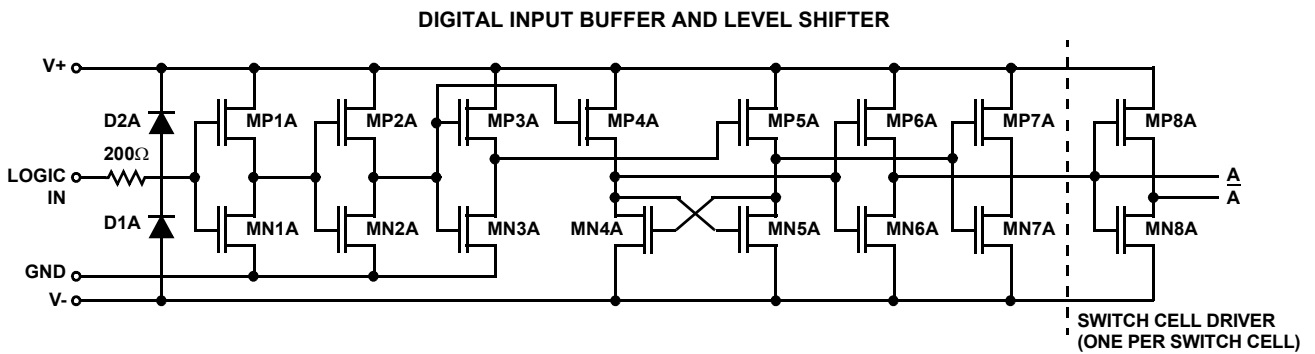 DIGITAL INPUT BUFFER AND LEVEL SHIFTER
V+
D2A
MP1A
MP2A
MP3A
MP4A
MP5A
MP6A
MP7A
MP8A
200Ω
LOGIC
IN
A
A
D1A
MN1A
MN2A
MN3A
MN4A
MN5A
MN6A
MN7A
MN8A
GND
V-
SWITCH CELL DRIVER
(ONE PER SWITCH CELL)